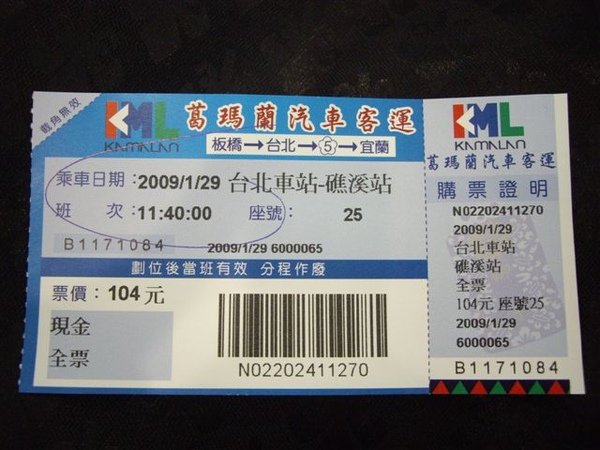 截角無效
KML
KAMALAN
葛瑪蘭汽車客運
板橋→台北→⑤→宜蘭
乘車日期:2009/1/29 台北車站-礁溪站
班 次:11:40:00 座號: 25
B1171084 2009/1/29 6000065
劃位後當班有效 分程作廢
票價:104元
現金
全票
N02202411270
KML
KAMALAN
葛瑪蘭汽車客運
購票證明
N02202411270
2009/1/29
台北車站
礁溪站
全票
104元 座號25
2009/1/29
6000065
B1171084